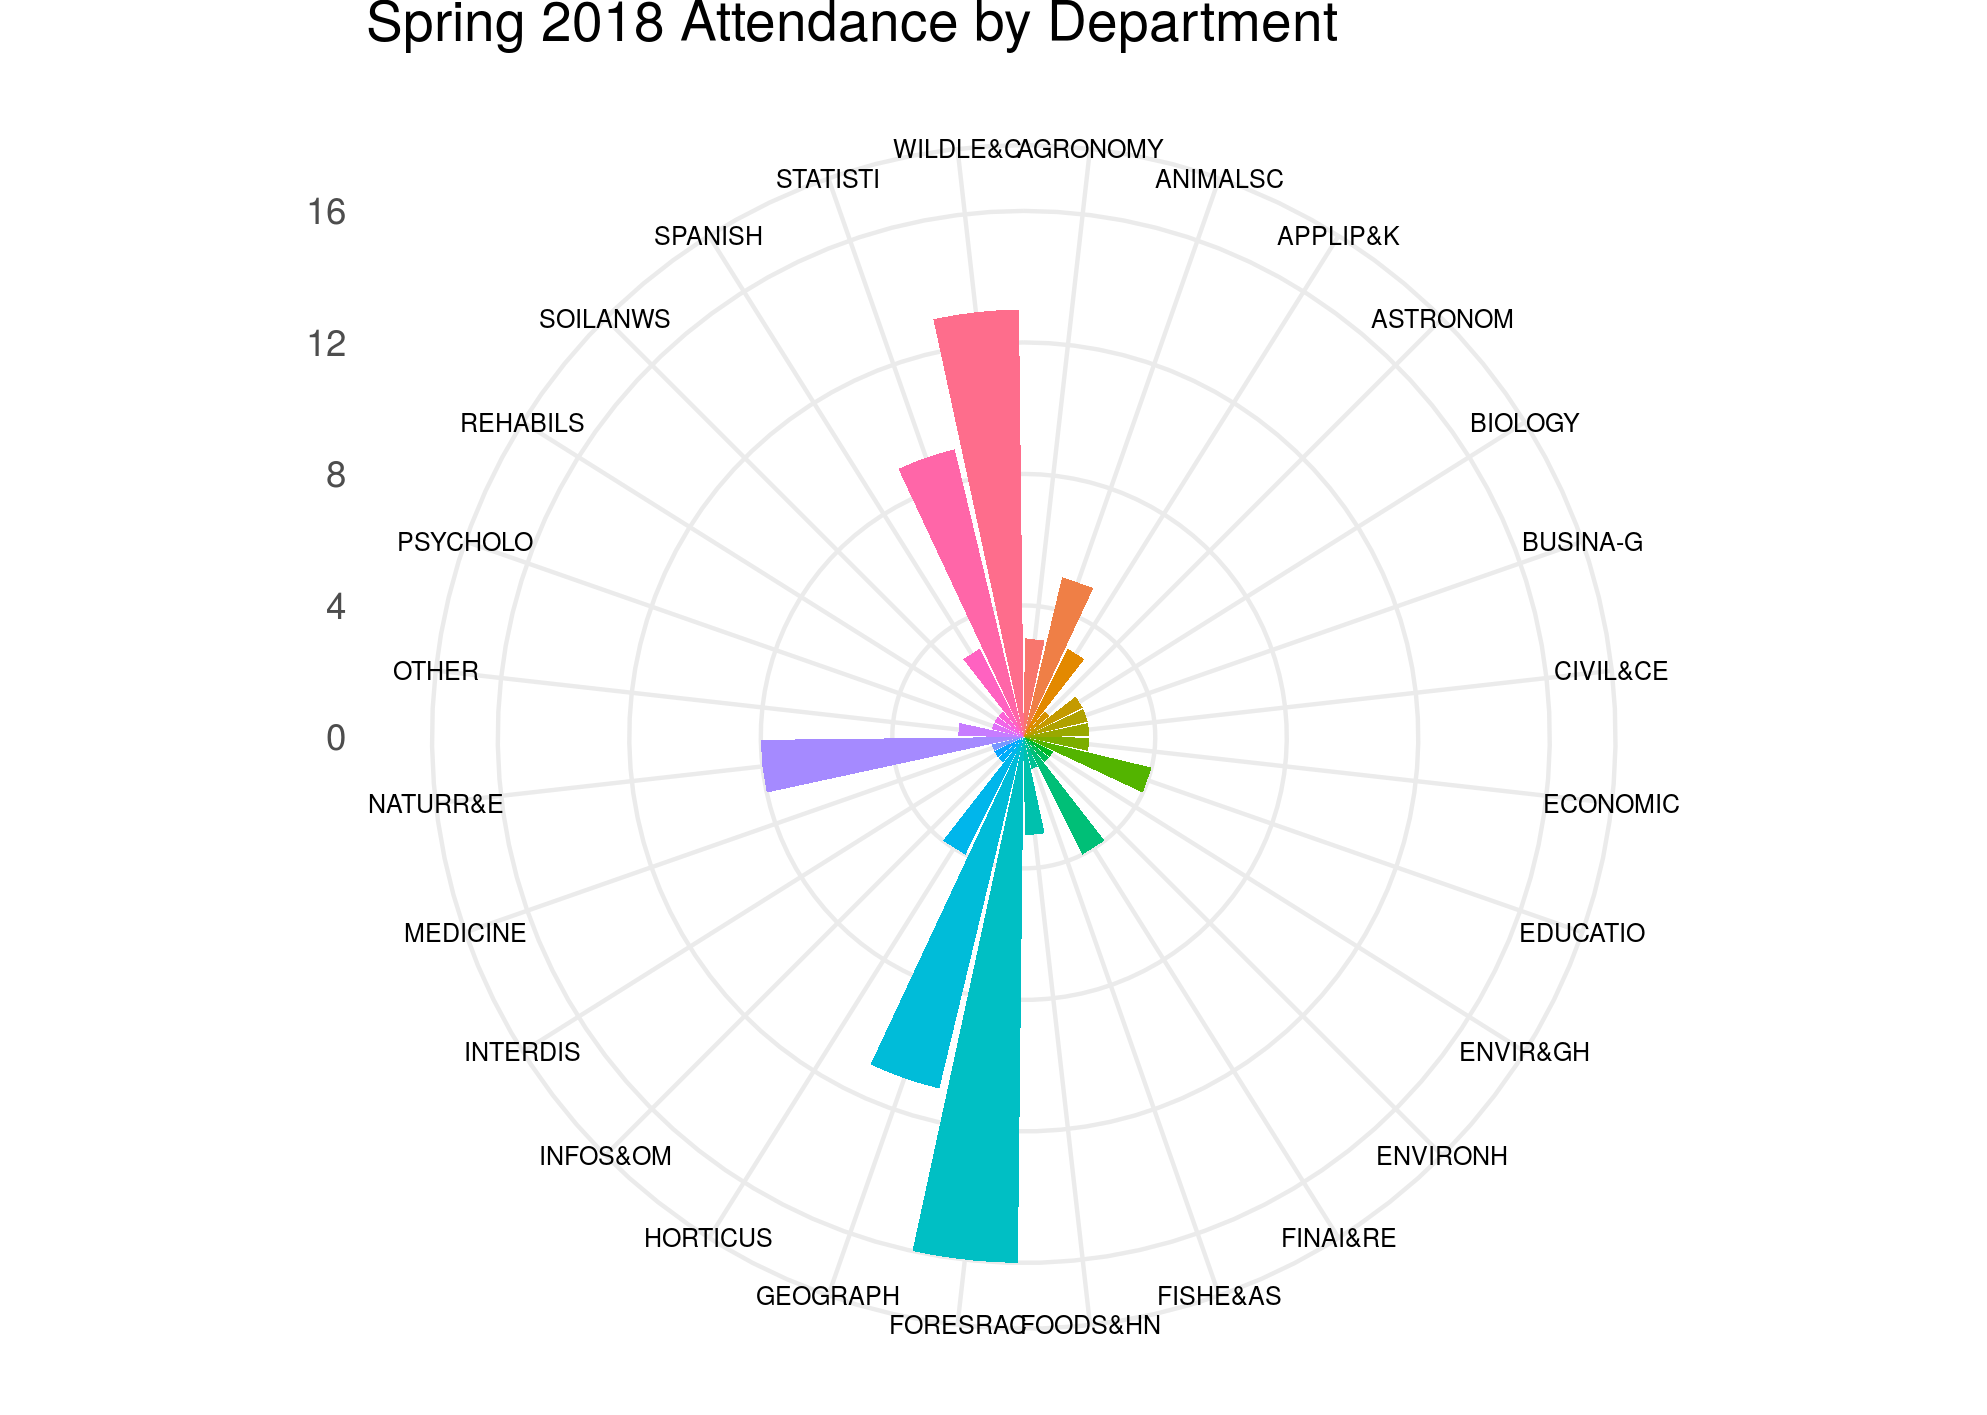 Spring 2018 Attendance by Department
WILDLE&C
AGRONOMY
STATISTI
ANIMALSC
16
SPANISH
APPLIP&K
SOILANWS
ASTRONOM
12
REHABILS
BIOLOGY
8
PSYCHOLO
BUSINA-G
4
OTHER
CIVIL&CE
0
NATURR&E
ECONOMIC
MEDICINE
EDUCATIO
INTERDIS
ENVIR&GH
INFOS&OM
ENVIRONH
HORTICUS
FINAI&RE
GEOGRAPH
FISHE&AS
FORESRAC
FOODS&HN